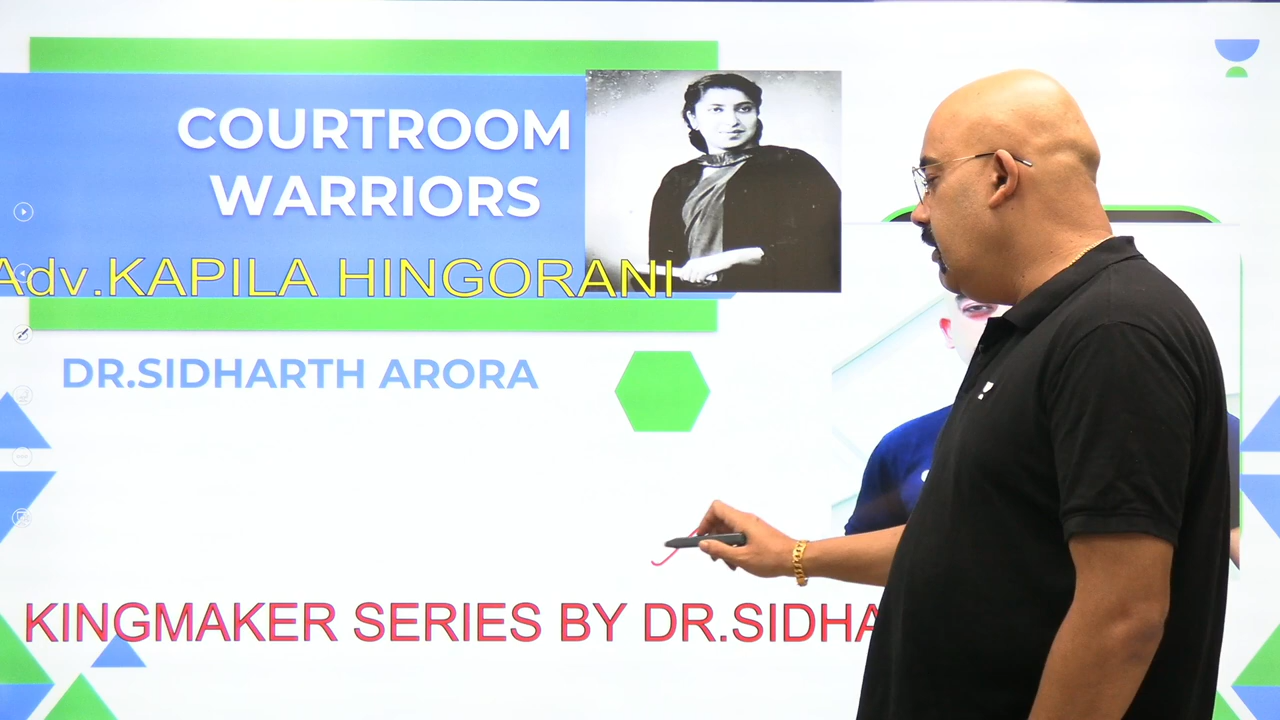 COURTROOM
WARRIORS
Adv.KAPILA HINGORANI
DR.SIDHARTH ARORA
KINGMAKER SERIES BY DR.SIDHA